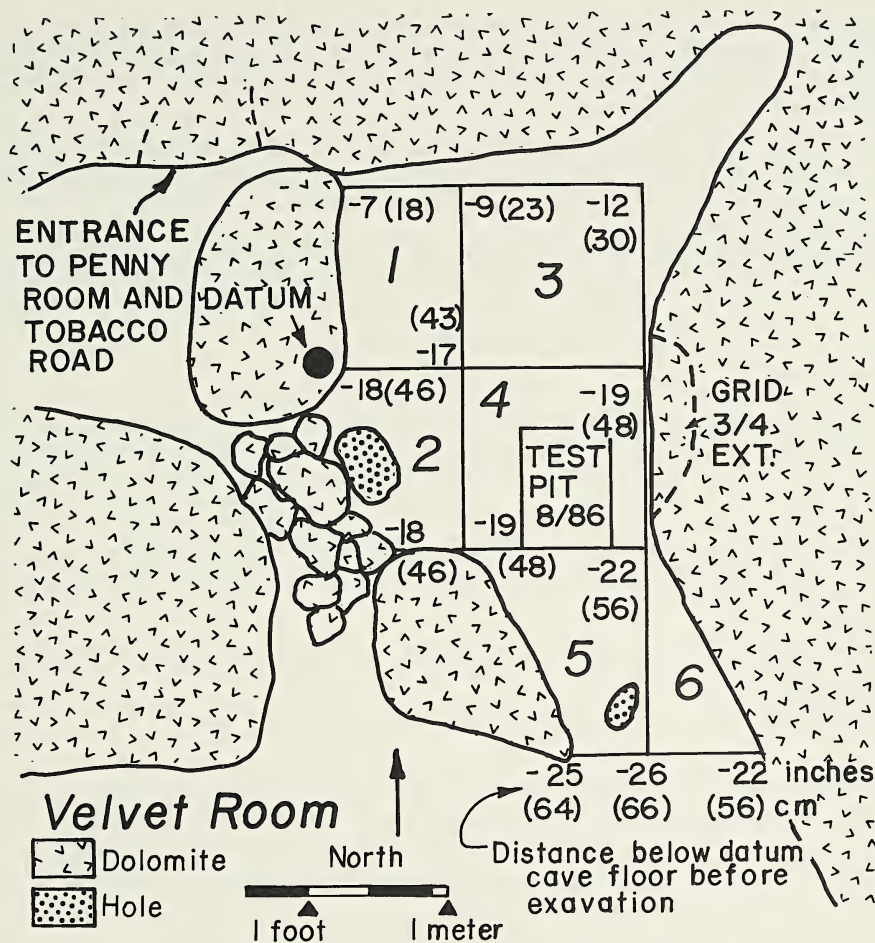 -7 (18)
-9 (23)
-12
(30)
1
3
ENTRANCE
TO PENNY
ROOM AND
TOBACCO
ROAD
DATUM
(43)
-17
-18(46)
4
-19
(48)
GRID
3/4
EXT.
2
TEST
PIT
8/86
-18
(46)
-19
(48)
-22
(56)
5
6
-25
(64)
-26
(66)
-22 inches
(56) cm
Velvet Room
Dolomite
Hole
North
1 foot
1 meter
Distance below datum
cave floor before
exavation